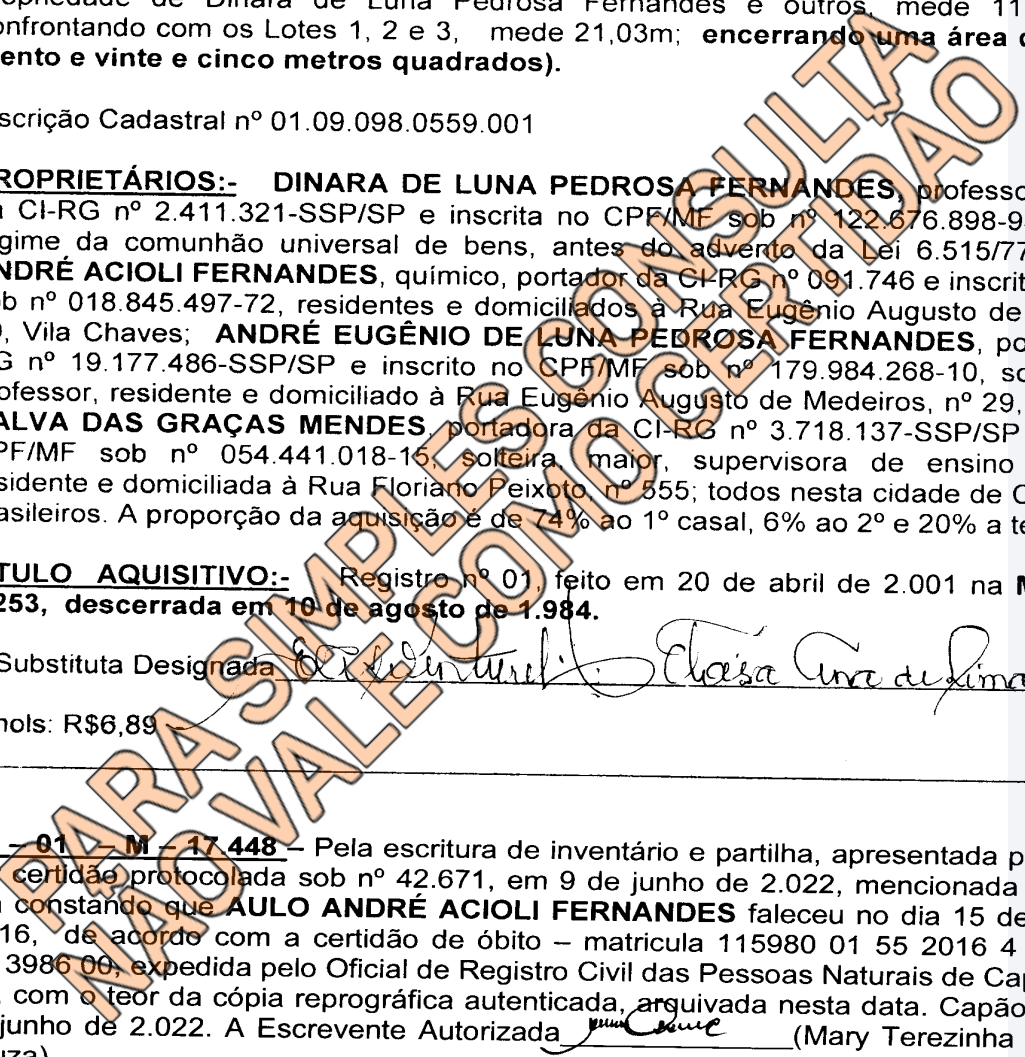 opriedade de Dinara de Luna Pedrosa Fernandes e outros, mede 11
onfrontando com os Lotes 1, 2 e 3, mede 21,03m; encerrando uma área
ento e vinte e cinco metros quadrados).
scrição Cadastral nº 01.09.098.0559.001
ROPRIETÁRIOS:- DINARA DE LUNA PEDROSA FERNANDES, professo
CI-RG nº 2.411.321-SSP/SP e inscrita no CPF/MF sob nº 122.676.898-9
gime da comunhão universal de bens, antes do advento da Lei 6.515/77
NDRÉ ACIOLI FERNANDES, químico, portador da CI-RG nº 091.746 e inscrit
ob nº 018.845.497-72, residentes e domiciliados à Rua Eugênio Augusto de
, Vila Chaves; ANDRÉ EUGÊNIO DE LUNA PEDROSA FERNANDES, po
G nº 19.177.486-SSP/SP e inscrito no CPF/MF sob nº 179.984.268-10, so
ofessor, residente e domiciliado à Rua Eugênio Augusto de Medeiros, nº 29,
ALVA DAS GRAÇAS MENDES, portadora da CI-RG nº 3.718.137-SSP/SP
PF/MF sob nº 054.441.018-15, solteira, maior, supervisora de ensino
sidente e domiciliada à Rua Floriano Peixoto, nº 555; todos nesta cidade de C
asileiros. A proporção da aquisição é de 74% ao 1º casal, 6% ao 2º e 20% a te
TULO AQUISITIVO:- Registro nº 01, feito em 20 de abril de 2.001 na M
253, descerrada em 10 de agosto de 1.984.
Substituta Designada
nols: R$6,89
– 01 – M – 17.448 – Pela escritura de inventário e partilha, apresentada p
certidão protocolada sob nº 42.671, em 9 de junho de 2.022, mencionada
constando que AULO ANDRÉ ACIOLI FERNANDES faleceu no dia 15 de
16, de acordo com a certidão de óbito – matricula 115980 01 55 2016 4
3986 00, expedida pelo Oficial de Registro Civil das Pessoas Naturais de Ca
, com o teor da cópia reprográfica autenticada, arquivada nesta data. Capão
junho de 2.022. A Escrevente Autorizada (Mary Terezinha
uza)
PARA SIMPLES CONSULTA
NÃO VALE COMO CERTIDÃO